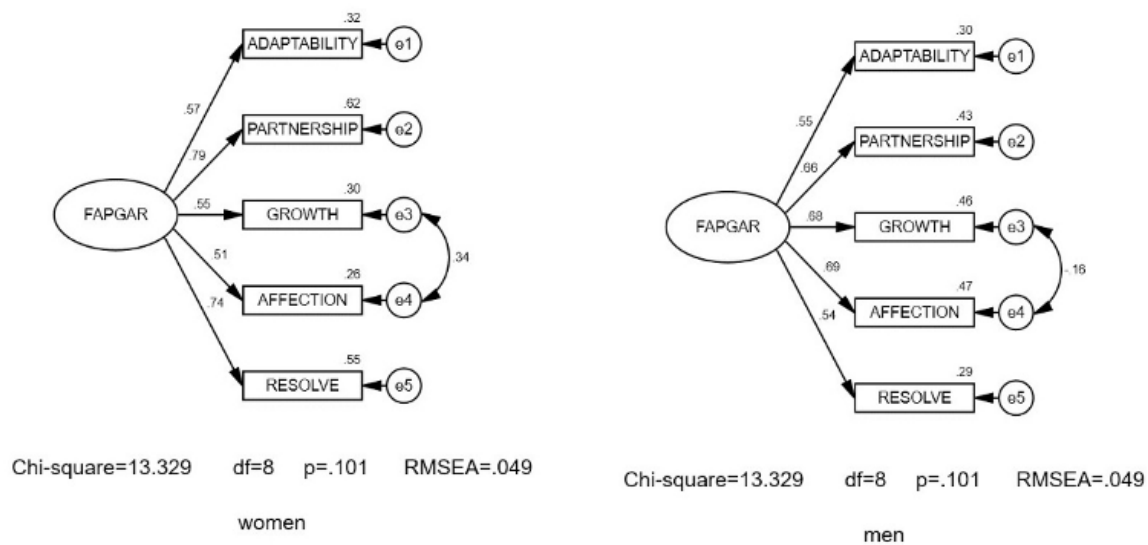 .32
ADAPTABILITY
e1
.57
.62
PARTNERSHIP
e2
.79
.30
FAPGAR
.55
GROWTH
e3
.51
.34
.26
AFFECTION
e4
.74
.55
RESOLVE
e5
Chi-square=13.329 df=8 p=.101 RMSEA=.049
women
.30
ADAPTABILITY
e1
.55
.43
PARTNERSHIP
e2
.66
.46
FAPGAR
.68
GROWTH
e3
.69
-.16
.47
AFFECTION
e4
.54
.29
RESOLVE
e5
Chi-square=13.329 df=8 p=.101 RMSEA=.049
men